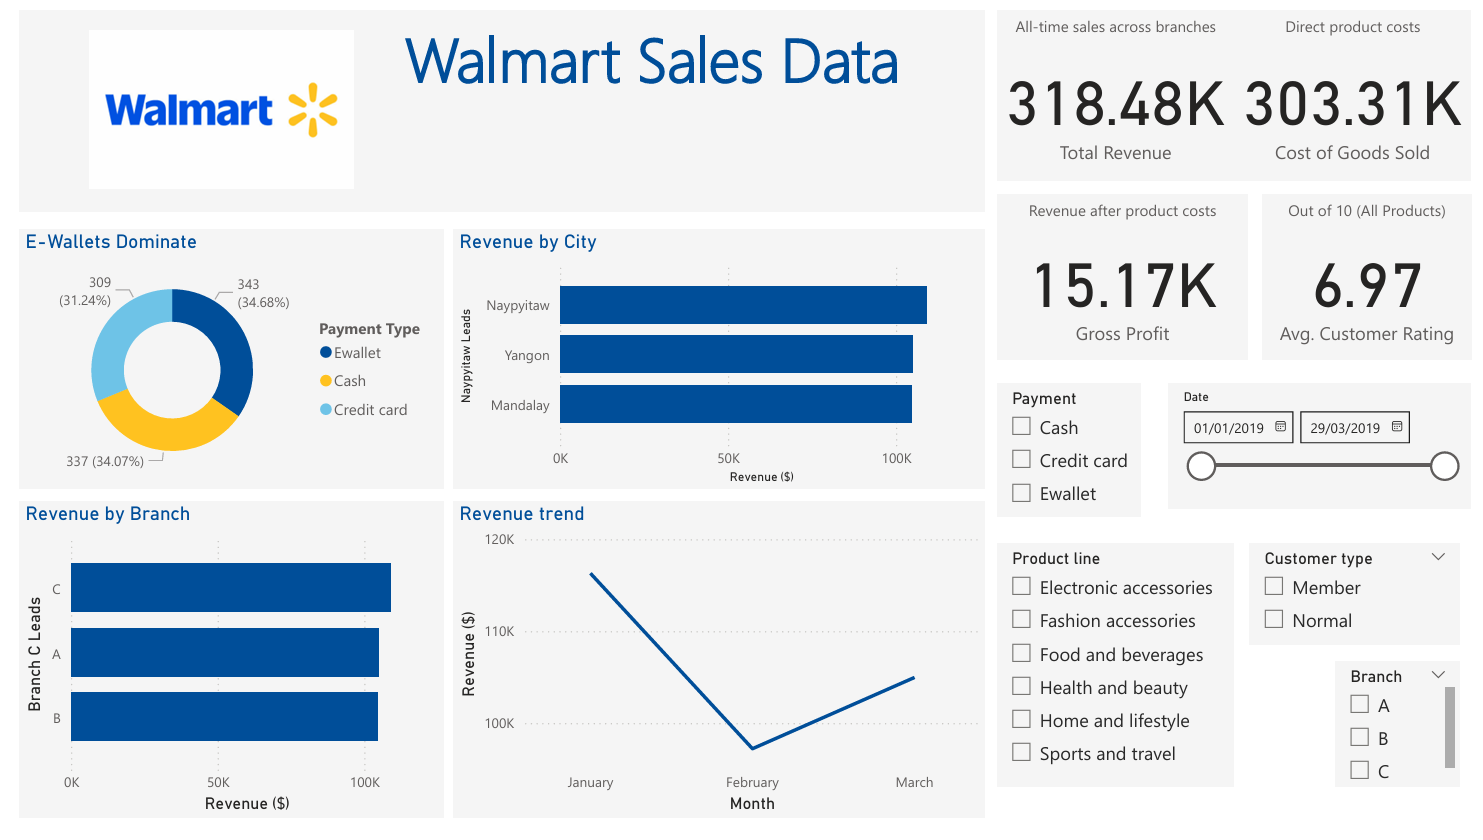 Walmart
Walmart Sales Data
All-time sales across branches
318.48K
Total Revenue
Direct product costs
303.31K
Cost of Goods Sold
Revenue after product costs
15.17K
Gross Profit
Out of 10 (All Products)
6.97
Avg. Customer Rating
E-Wallets Dominate
309
(31.24%)
343
(34.68%)
337 (34.07%)
Payment Type
Ewallet
Cash
Credit card
Revenue by City
Naypyitaw Leads
Naypyitaw
Yangon
Mandalay
0K
50K
100K
Revenue ($)
Payment
Cash
Credit card
Ewallet
Date
01/01/2019
29/03/2019
Revenue by Branch
Branch C Leads
C
A
B
0K
50K
100K
Revenue ($)
Revenue trend
Revenue ($)
120K
110K
100K
January
February
March
Month
Product line
Electronic accessories
Fashion accessories
Food and beverages
Health and beauty
Home and lifestyle
Sports and travel
Customer type
Member
Normal
Branch
A
B
C